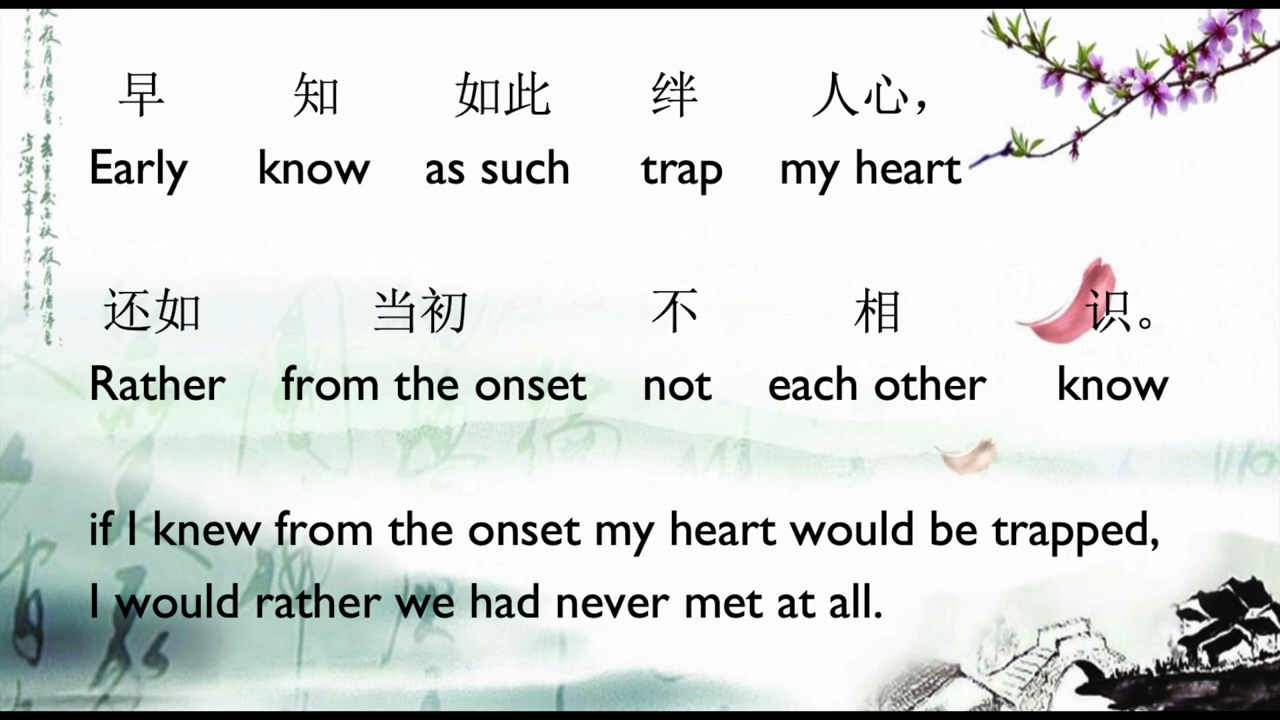 早 知 如此 绊 人心，
Early know as such trap my heart
还如 当初 不 相 识。
Rather from the onset not each other know
if I knew from the onset my heart would be trapped,
I would rather we had never met at all.